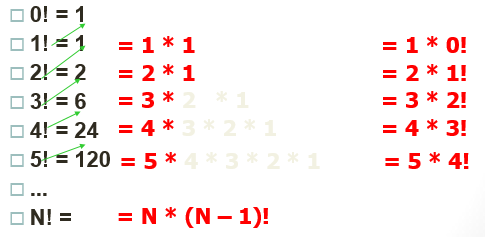 0! = 1
1! = 1 = 1 * 1 = 1 * 0!
2! = 2 = 2 * 1 = 2 * 1!
3! = 6 = 3 * 2 * 1 = 3 * 2!
4! = 24 = 4 * 3 * 2 * 1 = 4 * 3!
5! = 120 = 5 * 4 * 3 * 2 * 1 = 5 * 4!
...
N! = = N * (N – 1)!